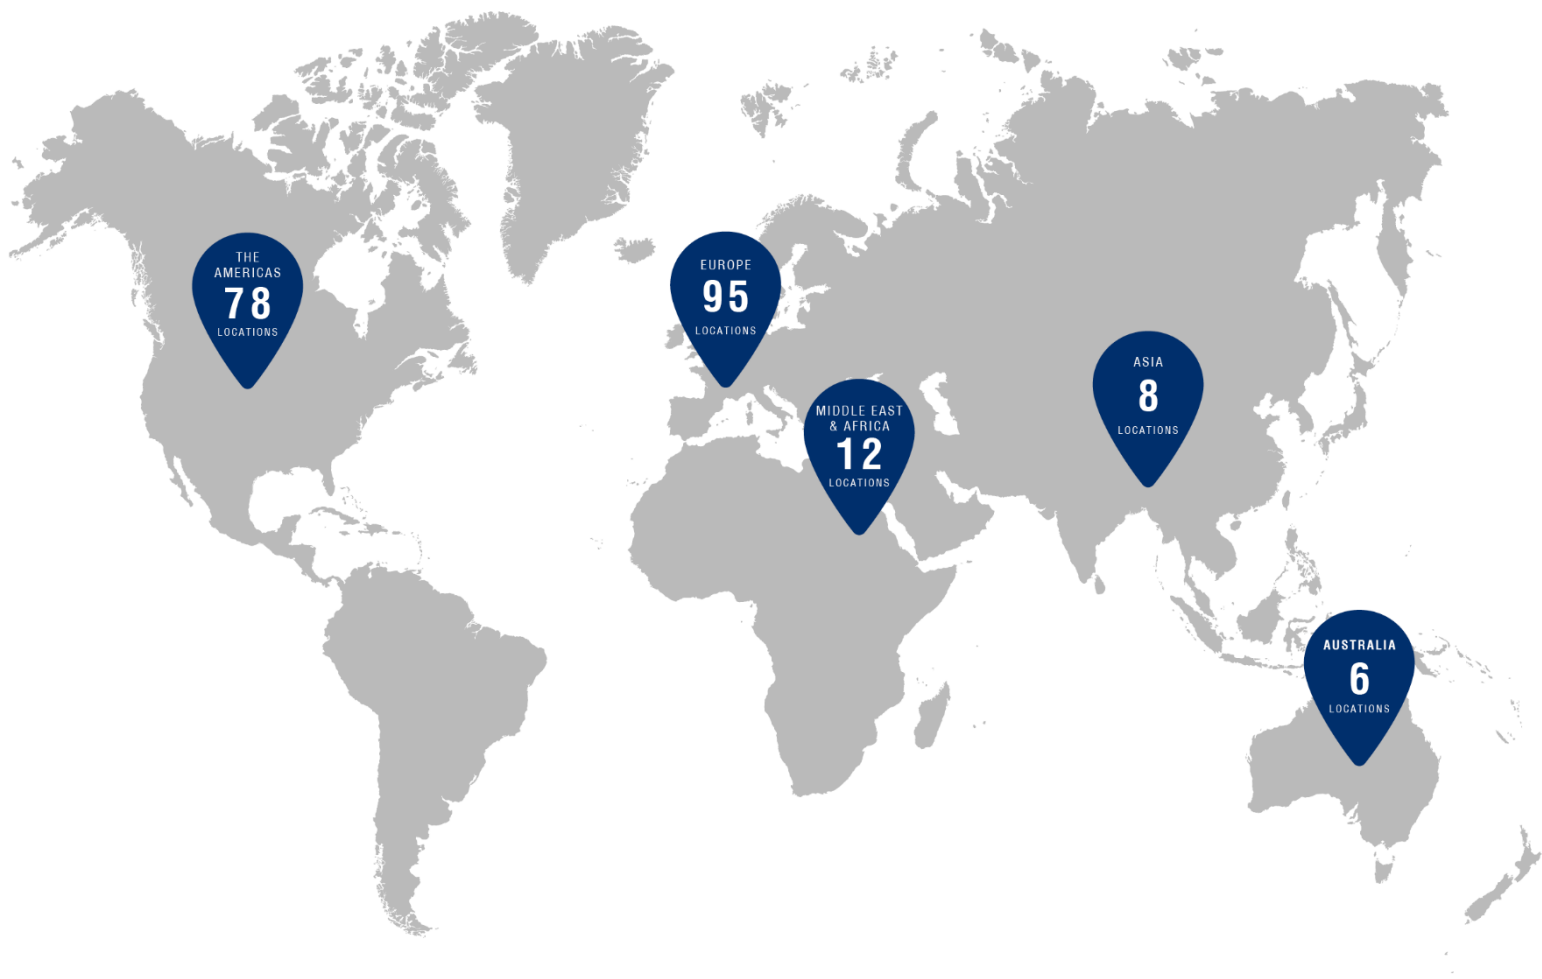 THE
AMERICAS
78
LOCATIONS
EUROPE
95
LOCATIONS
MIDDLE EAST
& AFRICA
12
LOCATIONS
ASIA
8
LOCATIONS
AUSTRALIA
6
LOCATIONS